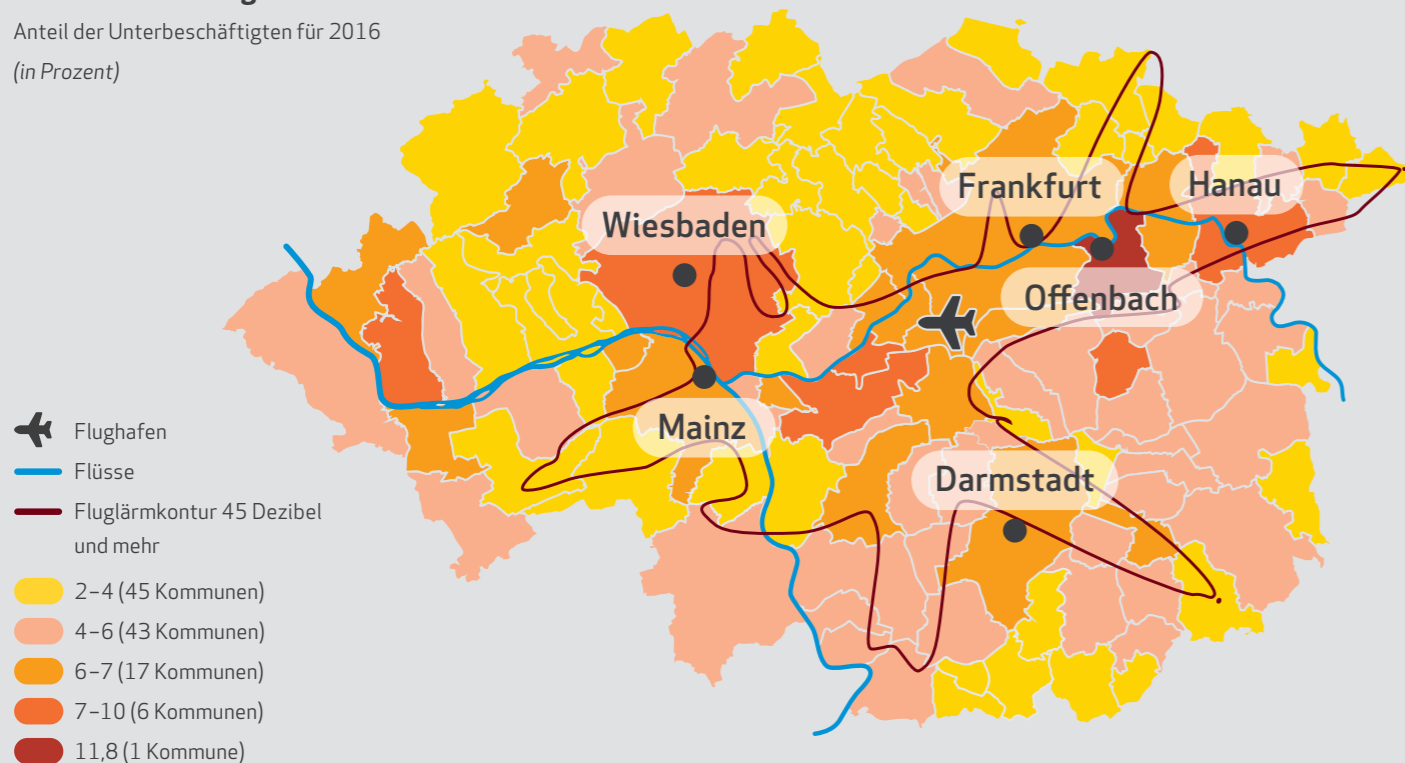 Anteil der Unterbeschäftigten für 2016
(in Prozent)
Frankfurt
Hanau
Wiesbaden
Offenbach
Mainz
Darmstadt
Flughafen
Flüsse
Fluglärmkontur 45 Dezibel
und mehr
2–4 (45 Kommunen)
4–6 (43 Kommunen)
6–7 (17 Kommunen)
7–10 (6 Kommunen)
11,8 (1 Kommune)